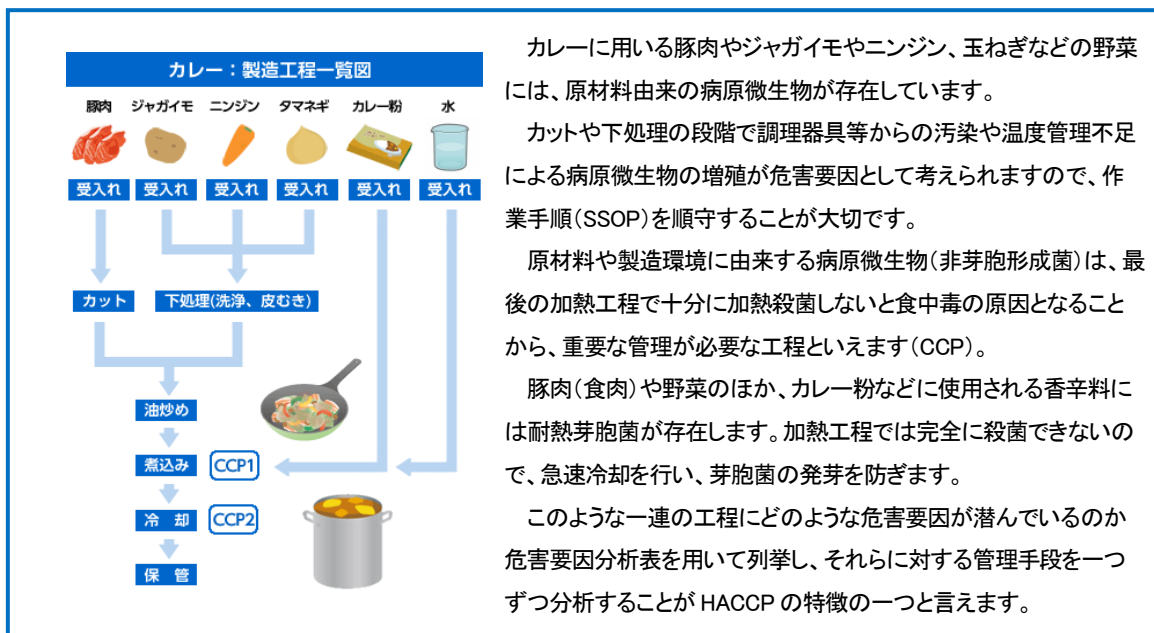 カレー：製造工程一覧図
豚肉 ジャガイモ ニンジン タマネギ カレー粉 水
受入れ 受入れ 受入れ 受入れ 受入れ 受入れ
カット 下処理(洗浄、皮むき)
油炒め
煮込み CCP1
冷 却 CCP2
保 管
カレーに用いる豚肉やジャガイモやニンジン、玉ねぎなどの野菜
には、原材料由来の病原微生物が存在しています。
カットや下処理の段階で調理器具等からの汚染や温度管理不足
による病原微生物の増殖が危害要因として考えられますので、作
業手順(SSOP)を順守することが大切です。
原材料や製造環境に由来する病原微生物(非芽胞形成菌)は、最
後の加熱工程で十分に加熱殺菌しないと食中毒の原因となること
から、重要な管理が必要な工程といえます(CCP)。
豚肉(食肉)や野菜のほか、カレー粉などに使用される香辛料に
は耐熱芽胞菌が存在します。加熱工程では完全に殺菌できないの
で、急速冷却を行い、芽胞菌の発芽を防ぎます。
このような一連の工程にどのような危害要因が潜んでいるのか
危害要因分析表を用いて列挙し、それらに対する管理手段を一つ
ずつ分析することが HACCP の特徴の一つと言えます。